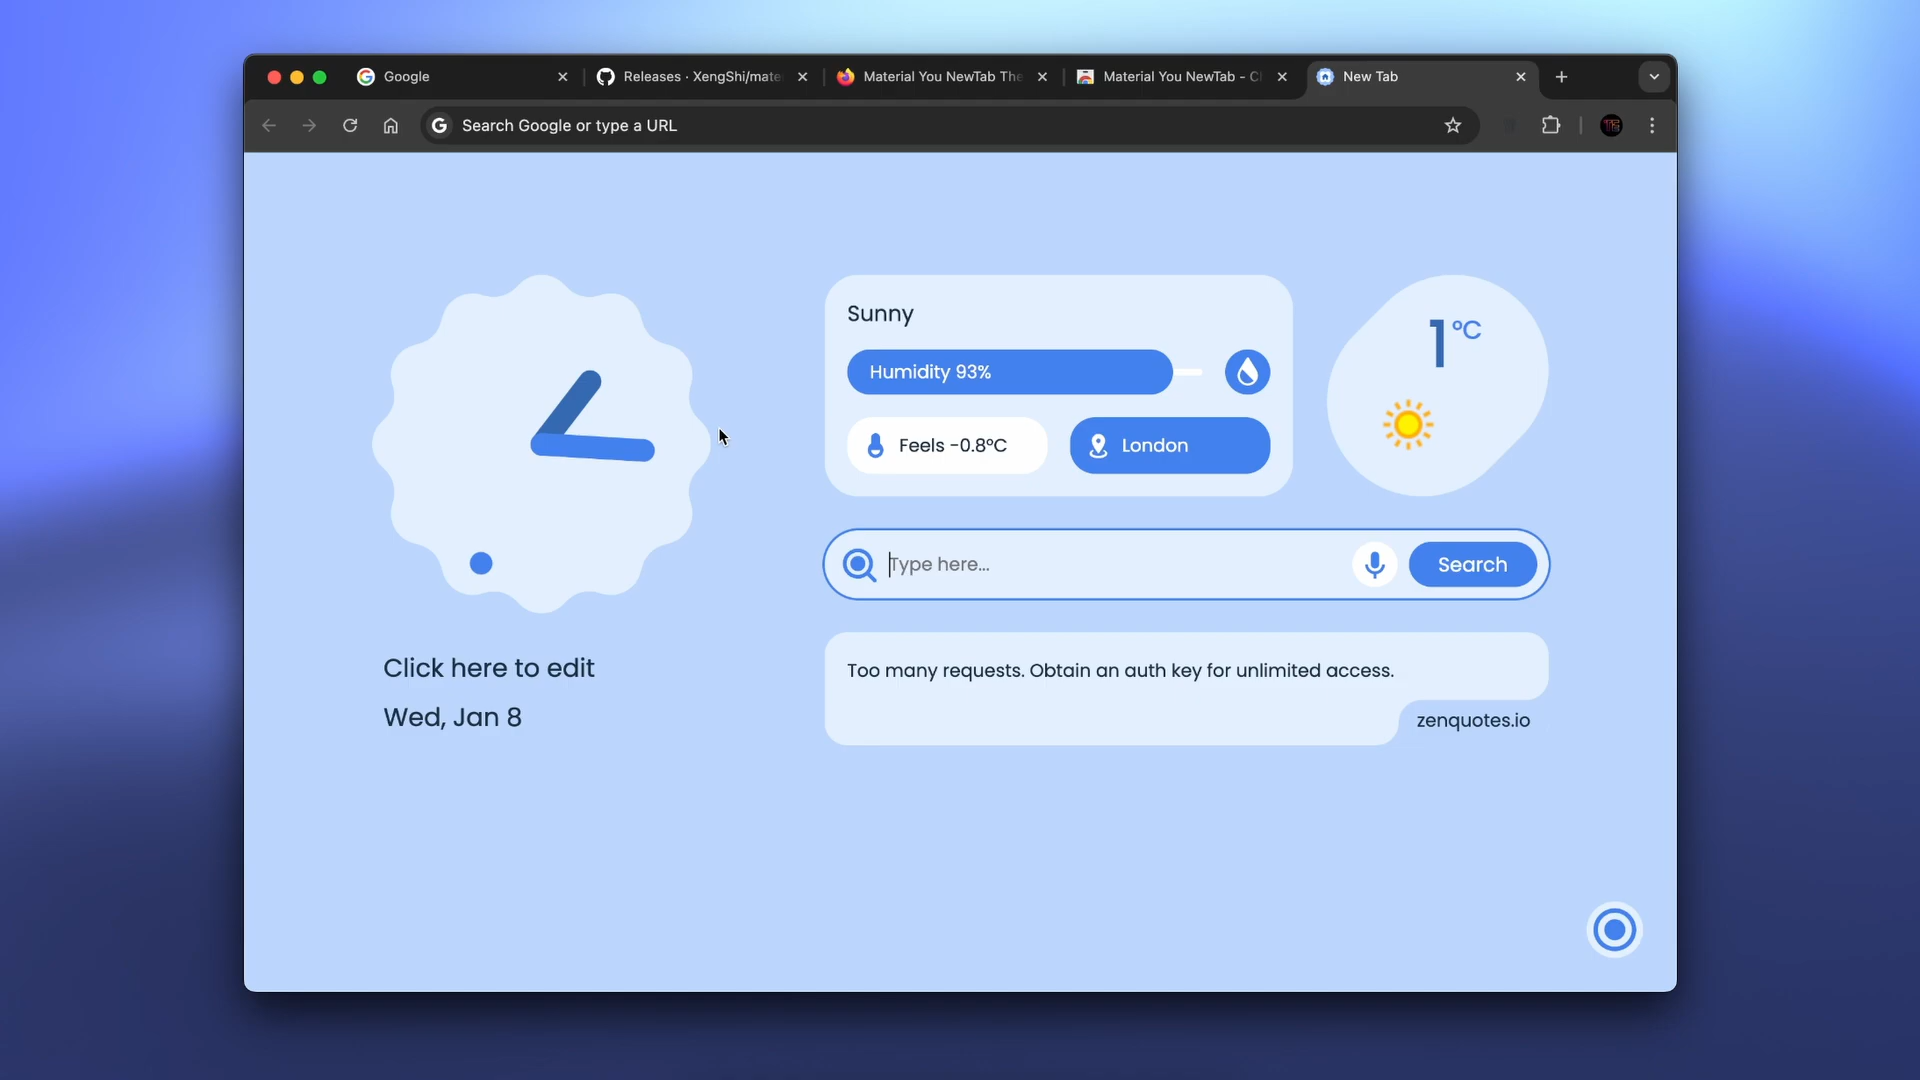 Google
Releases · XengShi/mate
Material You NewTab The
Material You NewTab - C
New Tab
Search Google or type a URL
Sunny
Humidity 93%
Feels -0.8°C
London
1 °C
Type here...
Search
Click here to edit
Wed, Jan 8
Too many requests. Obtain an auth key for unlimited access.
zenquotes.io